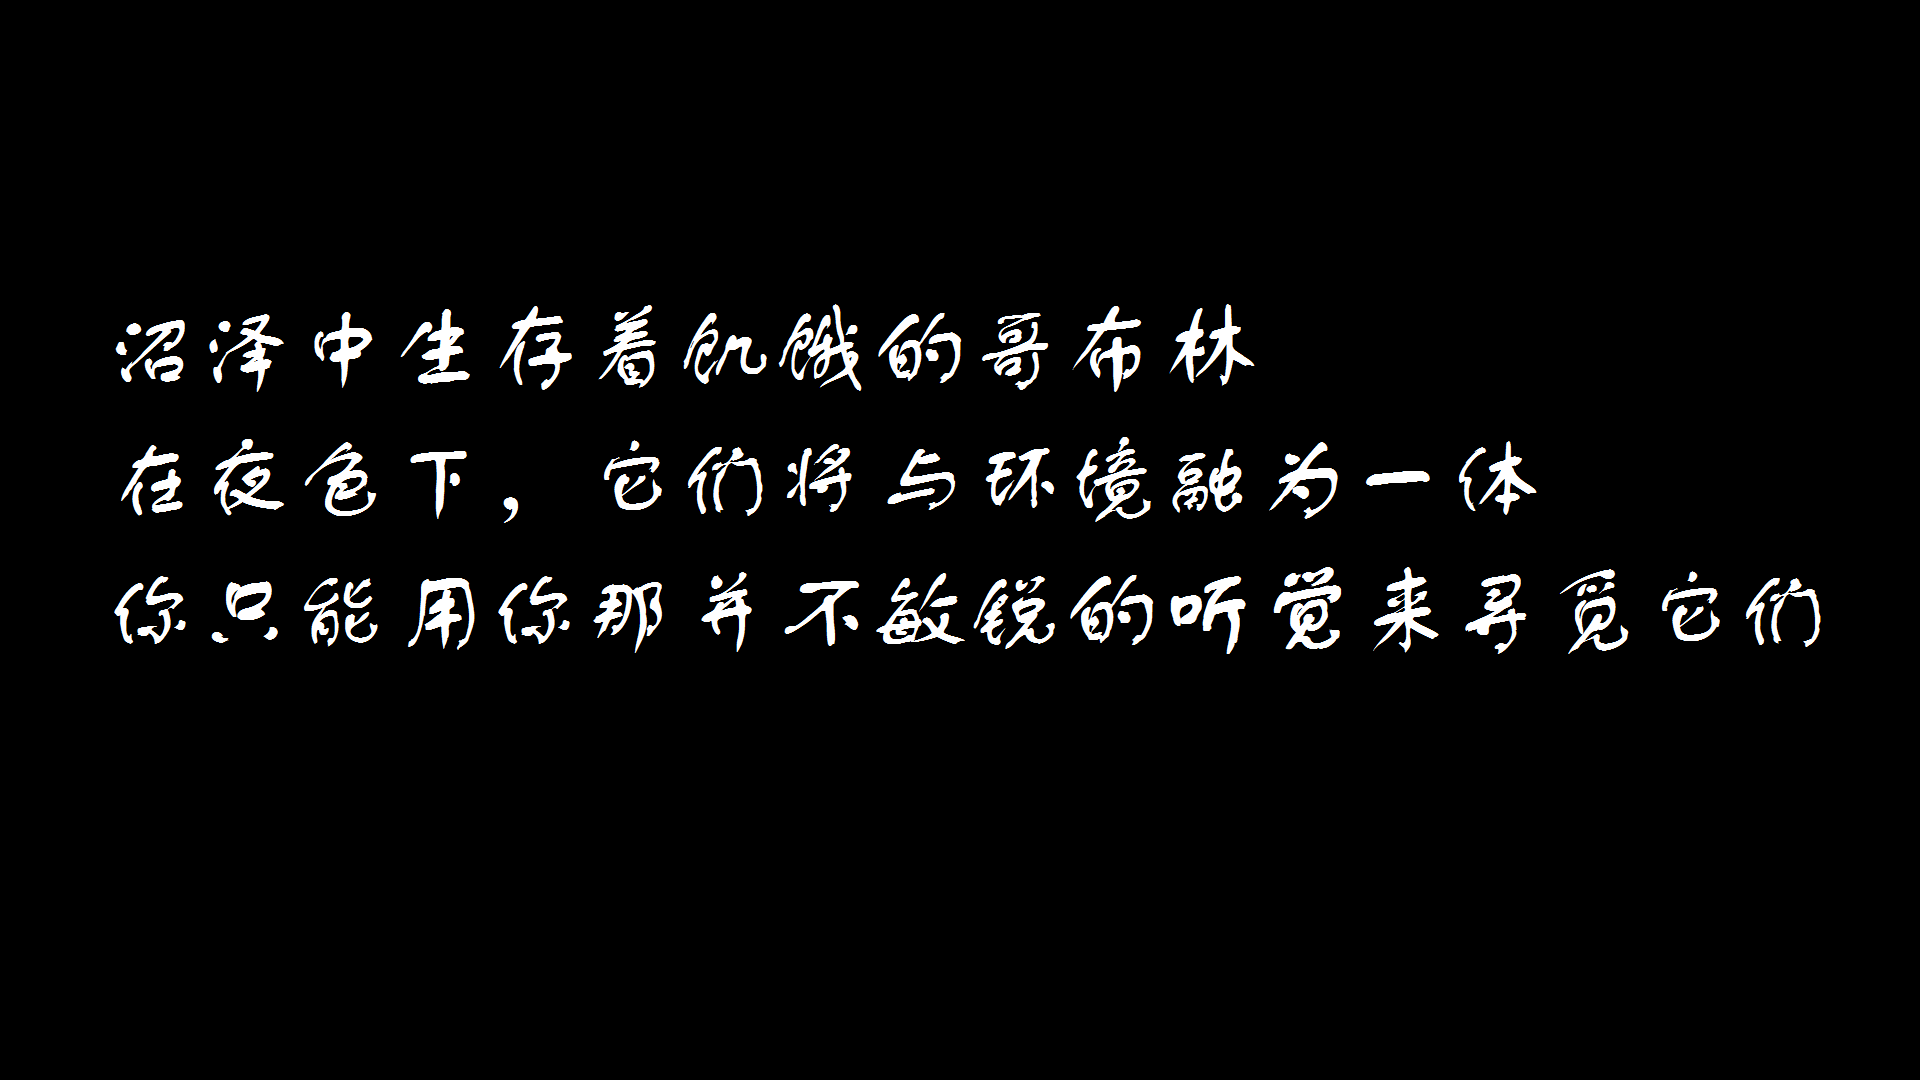 沼泽中生存着饥饿的哥布林
在夜色下，它们将与环境融为一体
你只能用你那并不敏锐的听觉来寻觅它们